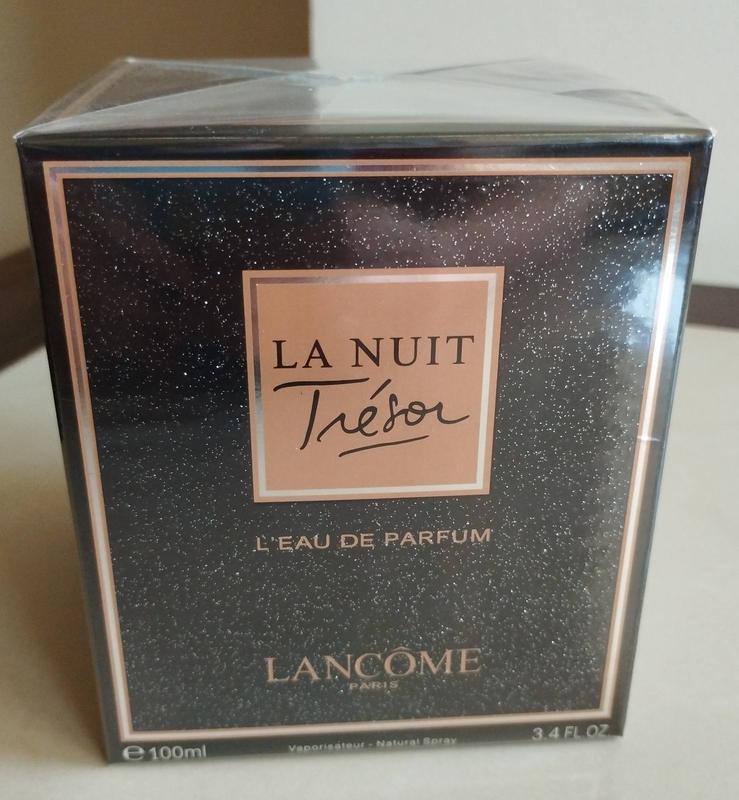 LA NUIT
Trésor
L'EAU DE PARFUM
LANCÔME
PARIS
℮ 100ml Vaporisateur - Natural Spray 3.4 FL OZ.